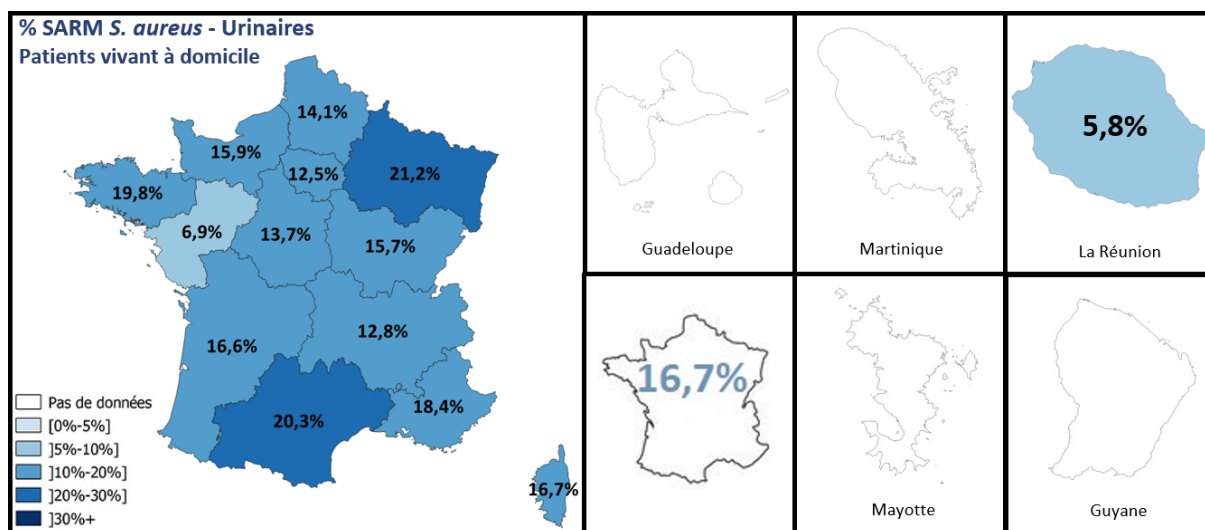 % SARM S. aureus - Urinaires
Patients vivant à domicile
14,1%
15,9%
12,5%
21,2%
19,8%
6,9%
13,7%
15,7%
16,6%
12,8%
20,3%
18,4%
16,7%
Pas de données
[0%-5%]
]5%-10%]
]10%-20%]
]20%-30%]
]30%+
Guadeloupe
Martinique
5,8%
La Réunion
16,7%
Mayotte
Guyane